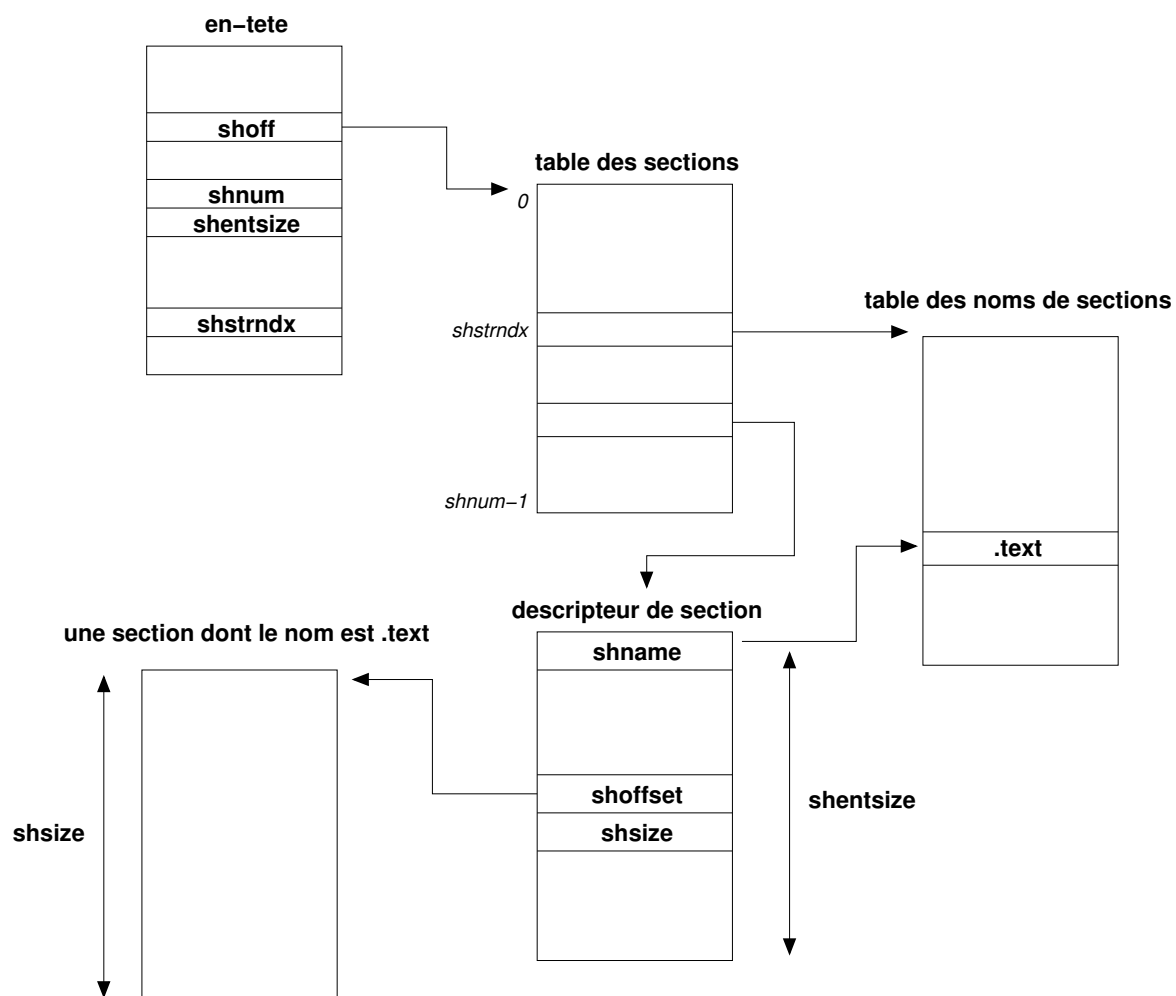 en−tete
shoff
shnum
shentsize
shstrndx
table des sections
0
shstrndx
shnum−1
table des noms de sections
.text
descripteur de section
shname
shoffset
shsize
shentsize
une section dont le nom est .text
shsize